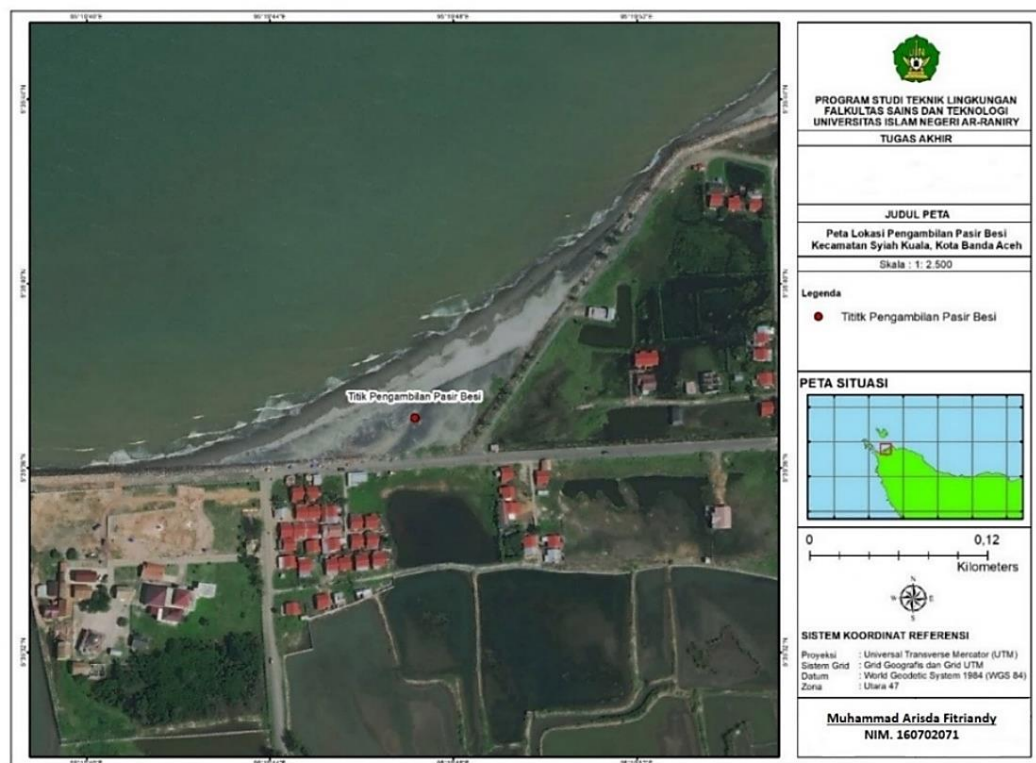 Titik Pengambilan Pasir Besi
PROGRAM STUDI TEKNIK LINGKUNGAN
FALKULTAS SAINS DAN TEKNOLOGI
UNIVERSITAS ISLAM NEGERI AR-RANIRY
TUGAS AKHIR
JUDUL PETA
Peta Lokasi Pengambilan Pasir Besi
Kecamatan Syiah Kuala, Kota Banda Aceh
Skala : 1: 2.500
Legenda
Tititk Pengambilan Pasir Besi
PETA SITUASI
0 0,12
Kilometers
N
W E
S
SISTEM KOORDINAT REFERENSI
Proyeksi : Universal Transverse Mercator (UTM)
Sistem Grid : Grid Geografis dan Grid UTM
Datum : World Geodetic System 1984 (WGS 84)
Zona : Utara 47
Muhammad Arisda Fitriandy
NIM. 160702071